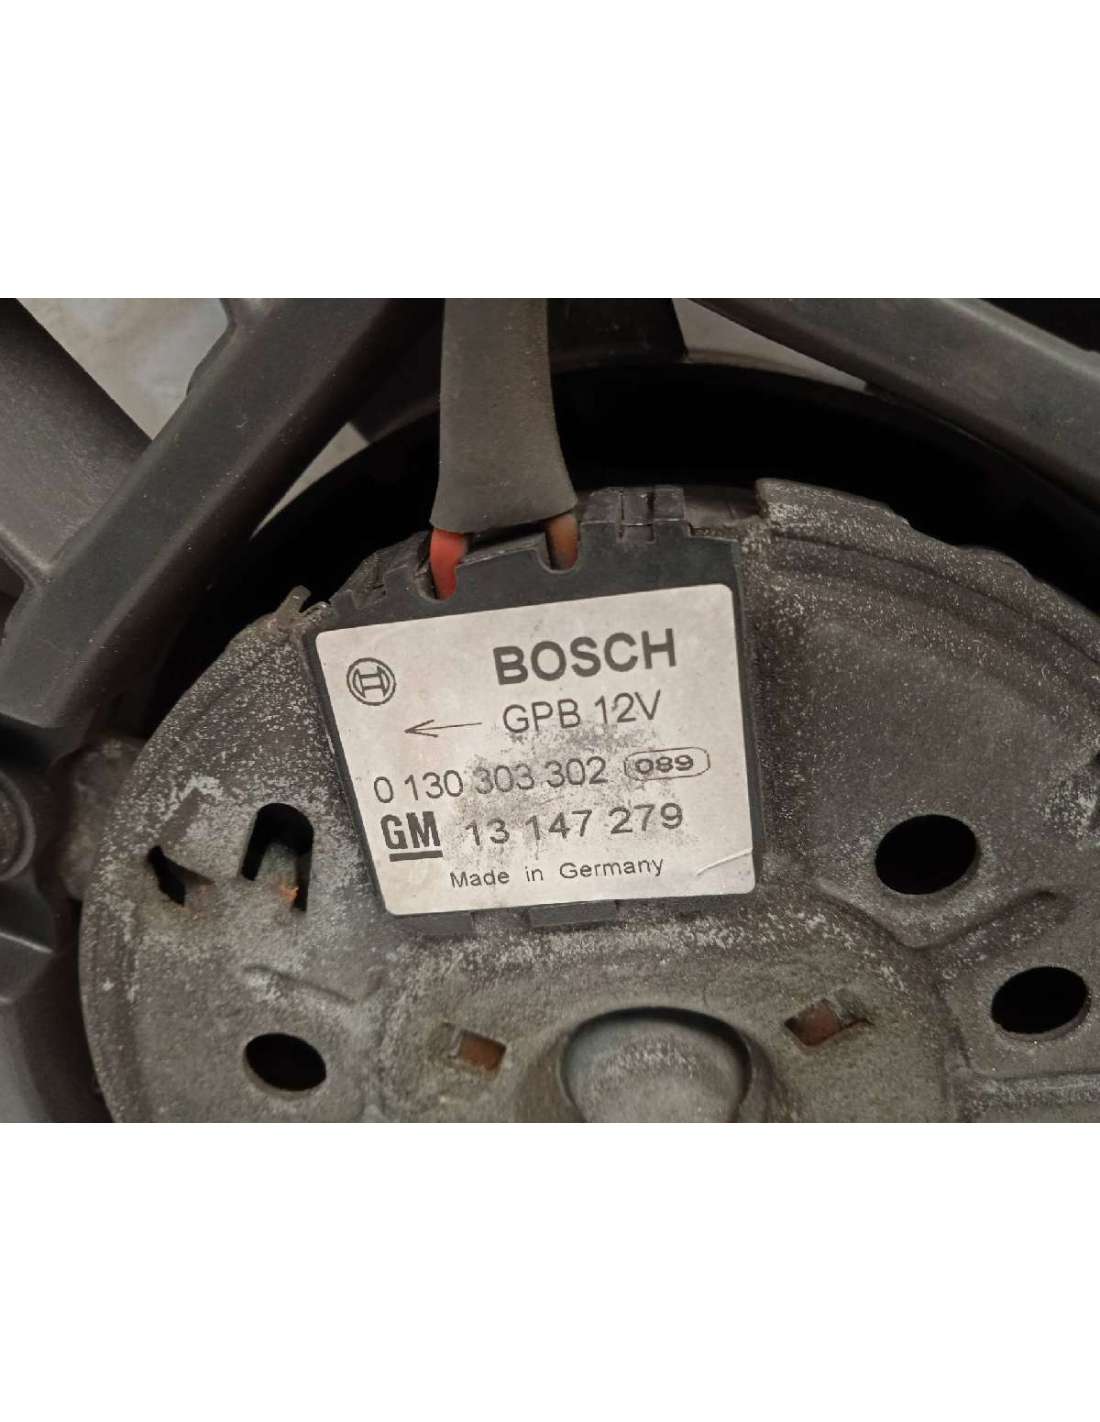 BOSCH
GPB 12V
0 130 303 302 089
GM 13 147 279
Made in Germany